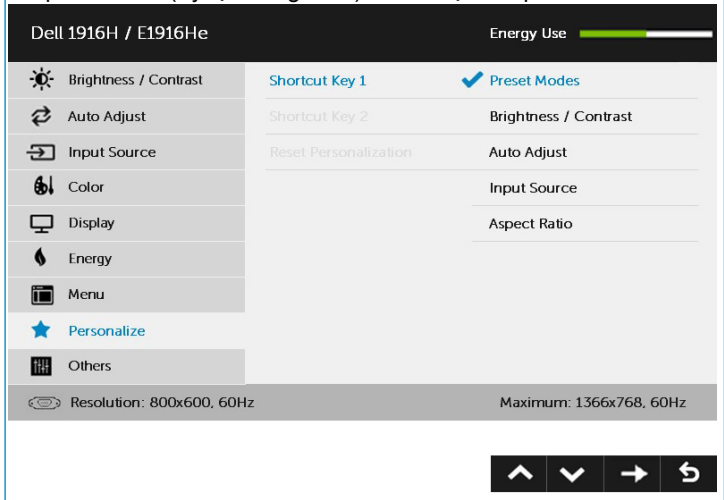 Dell 1916H / E1916He
Energy Use
Brightness / Contrast
Auto Adjust
Input Source
Color
Display
Energy
Menu
Personalize
Others
Shortcut Key 1
Shortcut Key 2
Reset Personalization
Preset Modes
Brightness / Contrast
Auto Adjust
Input Source
Aspect Ratio
Resolution: 800x600, 60Hz
Maximum: 1366x768, 60Hz